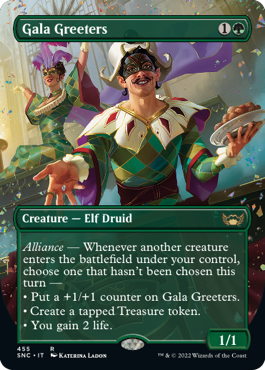 Gala Greeters 1
Creature — Elf Druid
Alliance — Whenever another creature
enters the battlefield under your control,
choose one that hasn't been chosen this
turn —
• Put a +1/+1 counter on Gala Greeters.
• Create a tapped Treasure token.
• You gain 2 life.
1/1
455 R
SNC • IT KATERINA LADON
™ & © 2022 Wizards of the Coast